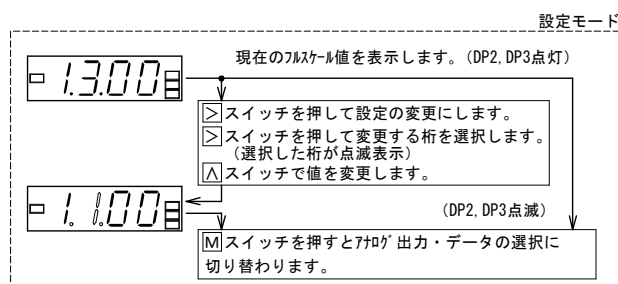 設定モード
現在のﾌﾙｽｹｰﾙ値を表示します。(DP2, DP3点灯)
1.3.00
>スイッチを押して設定の変更にします。
>スイッチを押して変更する桁を選択します。
(選択した桁が点滅表示)
∧スイッチで値を変更します。
1.1.00
(DP2, DP3点滅)
Mスイッチを押すとｱﾅﾛｸﾞ出力・データの選択に
切り替わります。